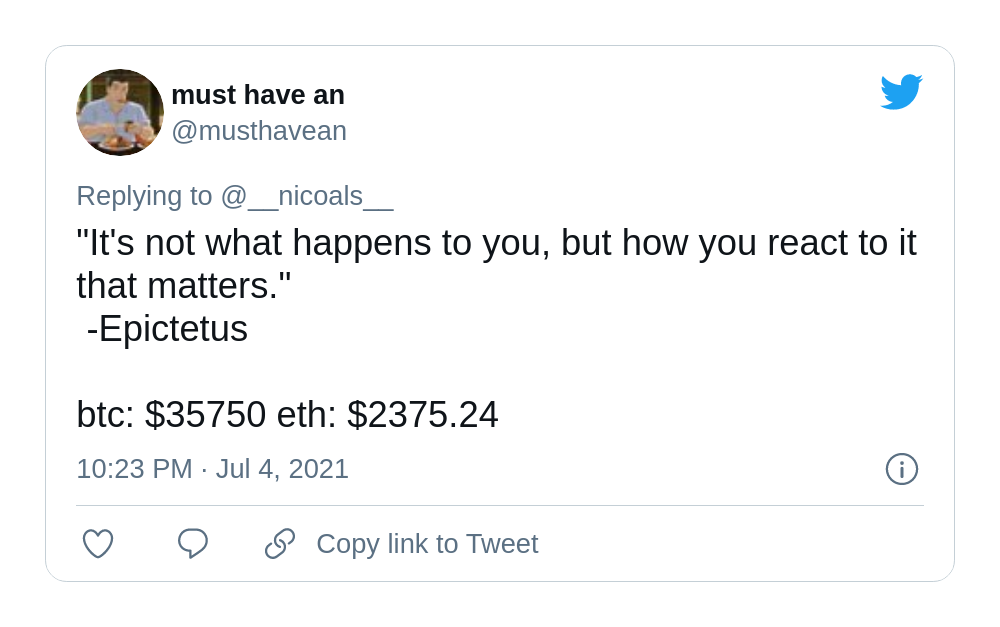 must have an
@musthavean
Replying to @__nicoals__
"It's not what happens to you, but how you react to it
that matters."
-Epictetus
btc: $35750 eth: $2375.24
10:23 PM · Jul 4, 2021
Copy link to Tweet